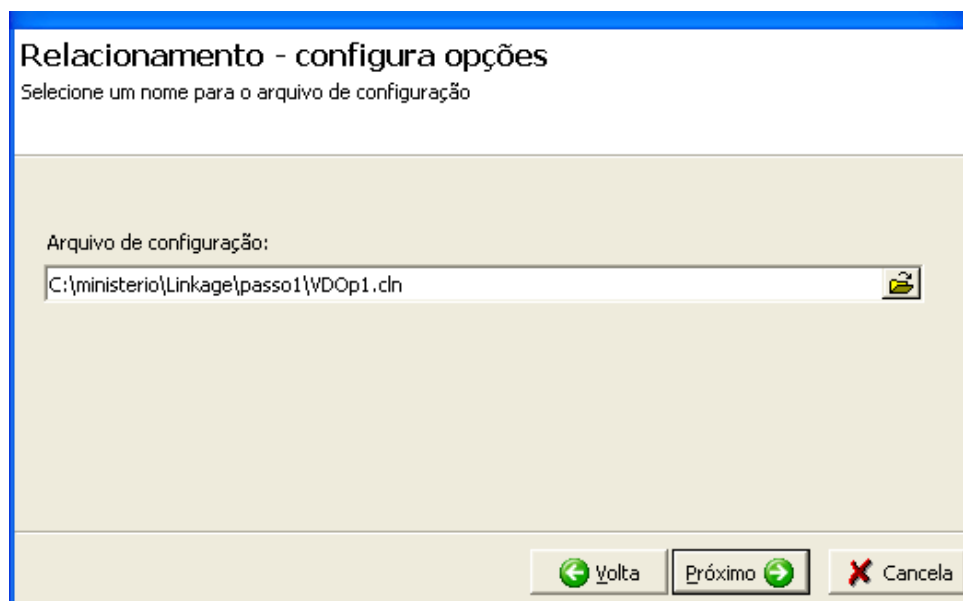 Relacionamento - configura opções
Selecione um nome para o arquivo de configuração
Arquivo de configuração:
C:\ministerio\Linkage\passo1\VDOp1.cln
Volta Próximo Cancela